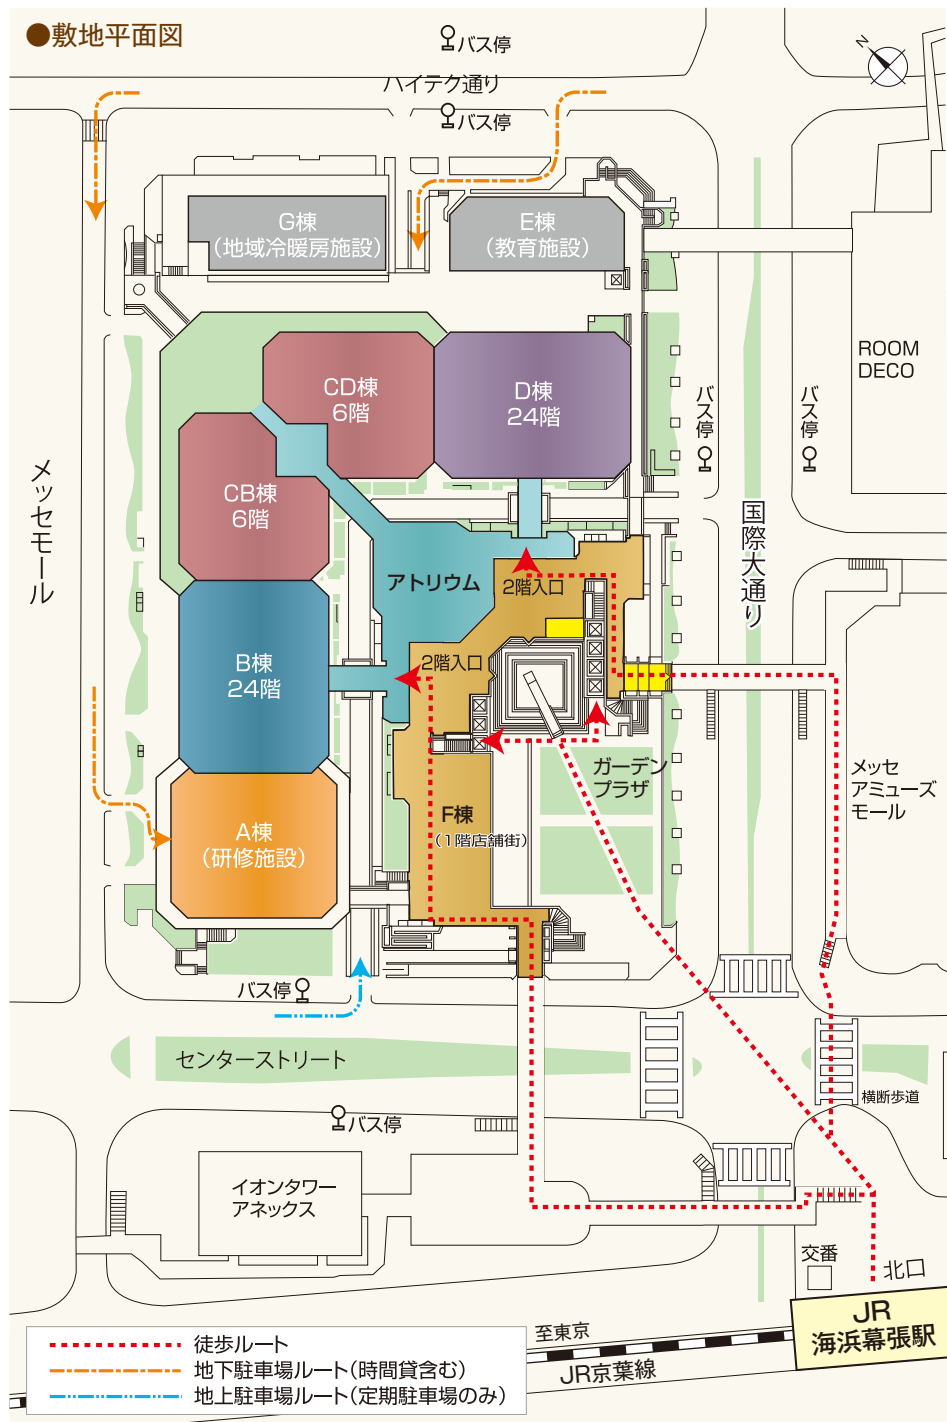 ●敷地平面図
バス停
ハイテク通り
バス停
N
G棟
（地域冷暖房施設）
E棟
（教育施設）
ROOM
DECO
CD棟
6階
D棟
24階
バス停
バス停
メッセモール
CB棟
6階
国際大通り
アトリウム
2階入口
2階入口
B棟
24階
ガーデン
プラザ
メッセ
アミューズ
モール
F棟
（1階店舗街）
A棟
（研修施設）
バス停
センターストリート
横断歩道
バス停
イオンタワー
アネックス
交番
北口
JR
海浜幕張駅
至東京
JR京葉線
徒歩ルート
地下駐車場ルート（時間貸含む）
地上駐車場ルート（定期駐車場のみ）